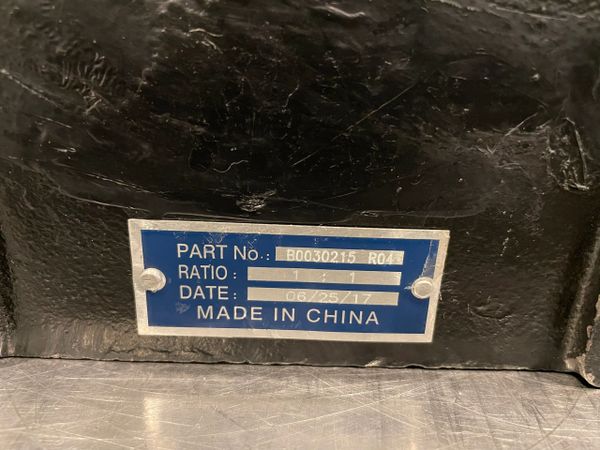 PART No.: B0030215 R04
RATIO: 1 : 1
DATE: 06/25/17
MADE IN CHINA